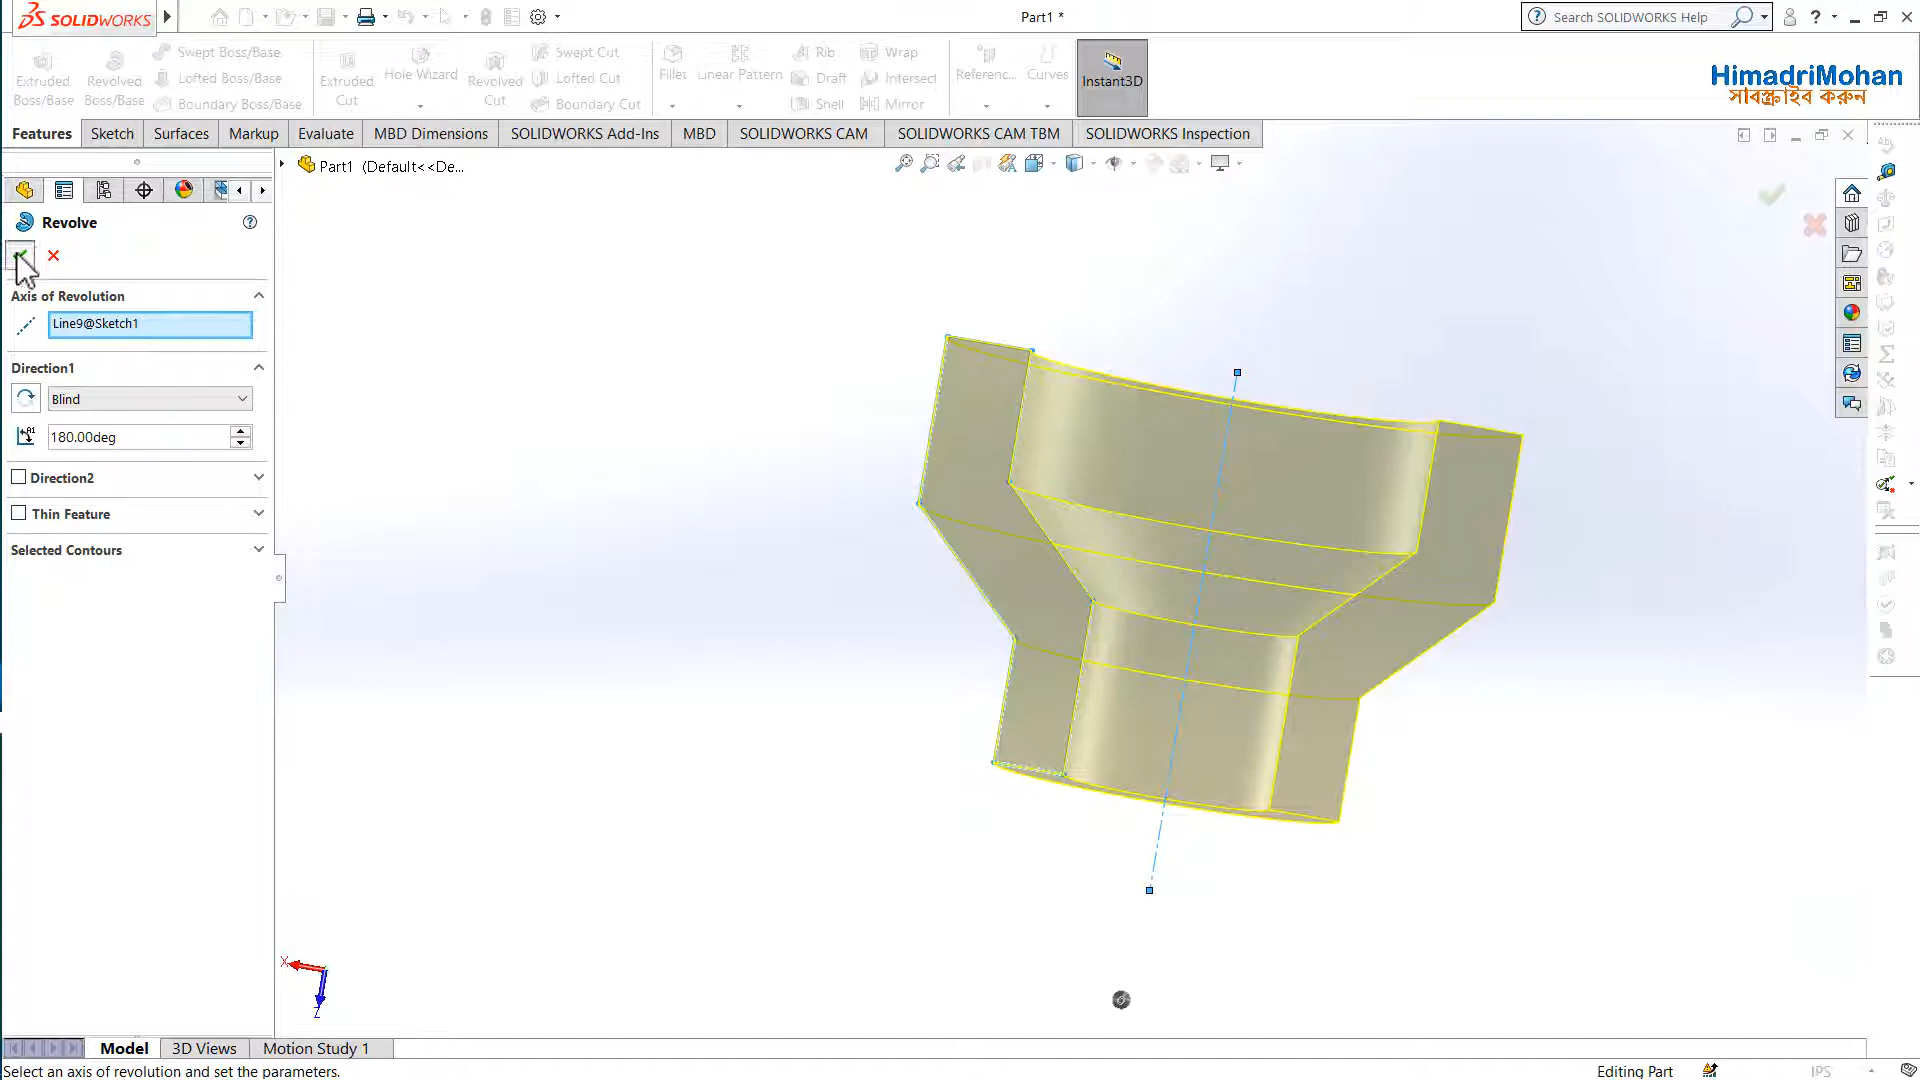 SOLIDWORKS
Part1 *
Search SOLIDWORKS Help
Extruded Boss/Base
Revolved Boss/Base
Swept Boss/Base
Lofted Boss/Base
Boundary Boss/Base
Extruded Cut
Hole Wizard
Revolved Cut
Swept Cut
Lofted Cut
Boundary Cut
Fillet
Linear Pattern
Rib
Draft
Shell
Wrap
Intersect
Mirror
Referenc...
Curves
Instant3D
HimadriMohan
সাবস্ক্রাইব করুন
Features
Sketch
Surfaces
Markup
Evaluate
MBD Dimensions
SOLIDWORKS Add-Ins
MBD
SOLIDWORKS CAM
SOLIDWORKS CAM TBM
SOLIDWORKS Inspection
Part1 (Default<<De...
Revolve
Axis of Revolution
Line9@Sketch1
Direction1
Blind
180.00deg
Direction2
Thin Feature
Selected Contours
X
Z
Model
3D Views
Motion Study 1
Select an axis of revolution and set the parameters.
Editing Part
IPS